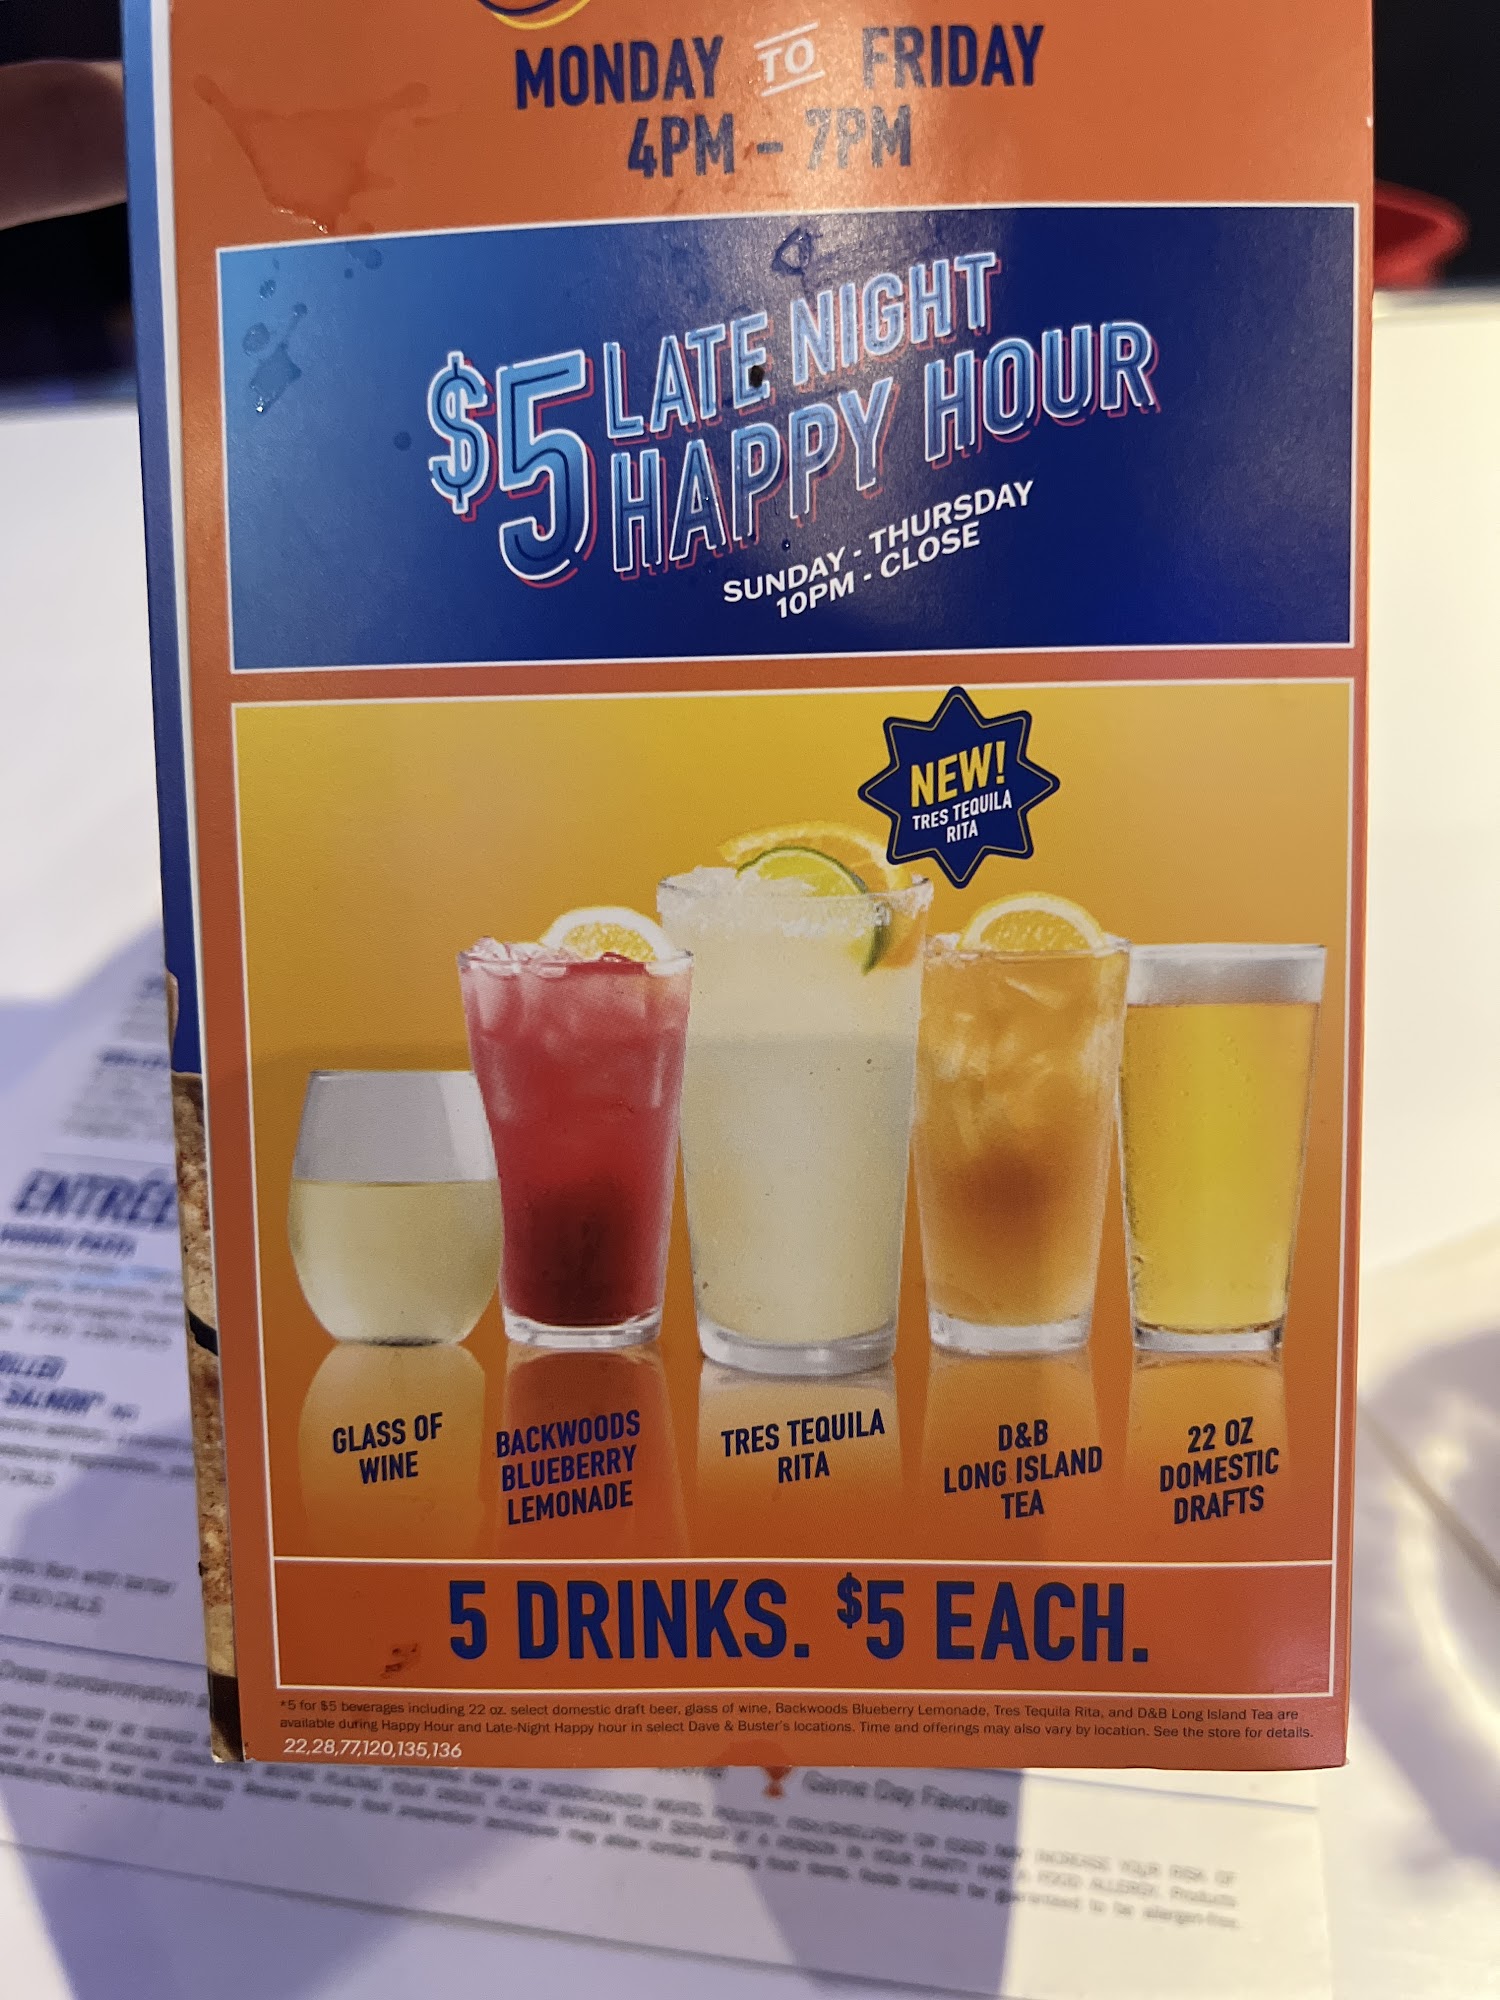 MONDAY TO FRIDAY
4PM - 7PM
$5 LATE NIGHT
HAPPY HOUR
SUNDAY - THURSDAY
10PM - CLOSE
NEW!
TRES TEQUILA
RITA
GLASS OF
WINE
BACKWOODS
BLUEBERRY
LEMONADE
TRES TEQUILA
RITA
D&B
LONG ISLAND
TEA
22 OZ
DOMESTIC
DRAFTS
5 DRINKS. $5 EACH.
*5 for $5 beverages including 22 oz. select domestic draft beer, glass of wine, Backwoods Blueberry Lemonade, Tres Tequila Rita, and D&B Long Island Tea are
available during Happy Hour and Late-Night Happy hour in select Dave & Buster's locations. Time and offerings may also vary by location. See the store for details.
22,28,77,120,135,136
ENTRÉE
SALMON*
Game Day Favorite